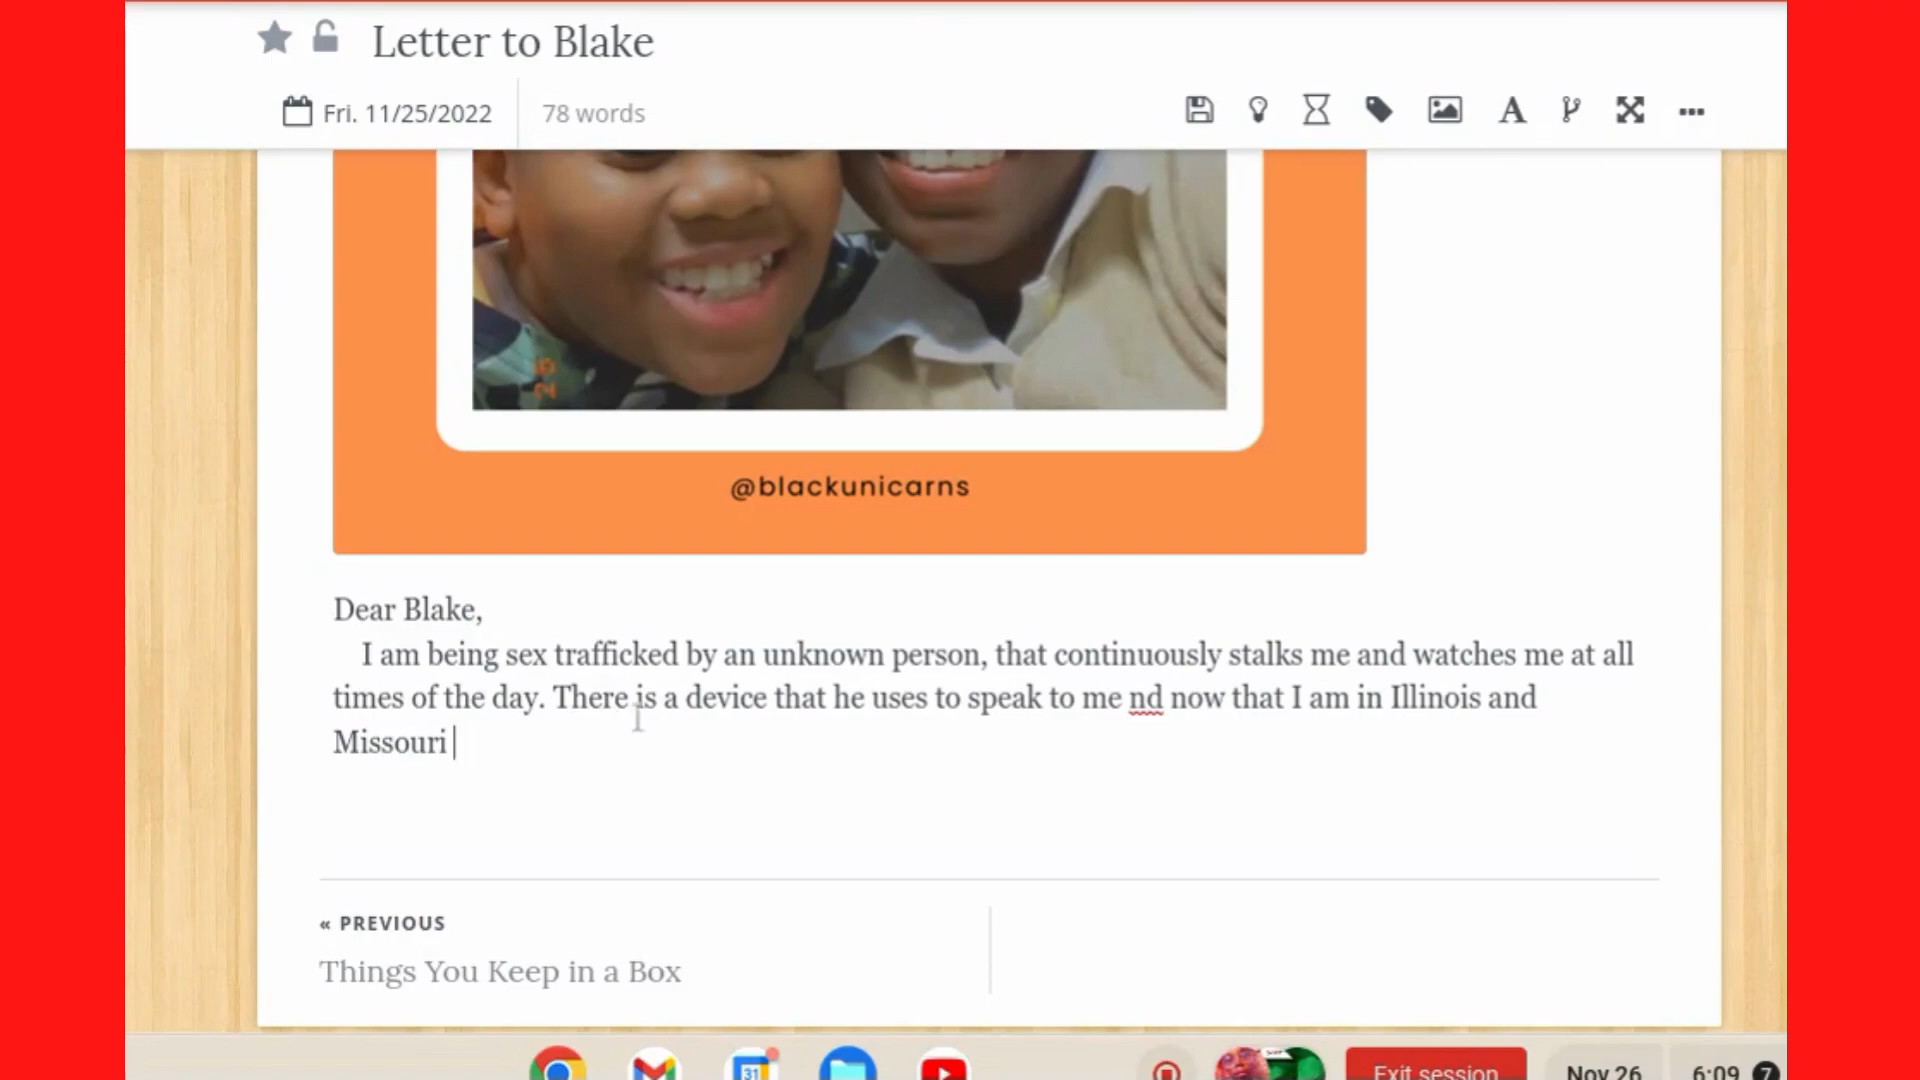 Letter to Blake
Fri. 11/25/2022
78 words
@blackunicarns
Dear Blake,
I am being sex trafficked by an unknown person, that continuously stalks me and watches me at all
times of the day. There is a device that he uses to speak to me nd now that I am in Illinois and
Missouri
« PREVIOUS
Things You Keep in a Box
31
Exit session
Nov 26
6:09
7